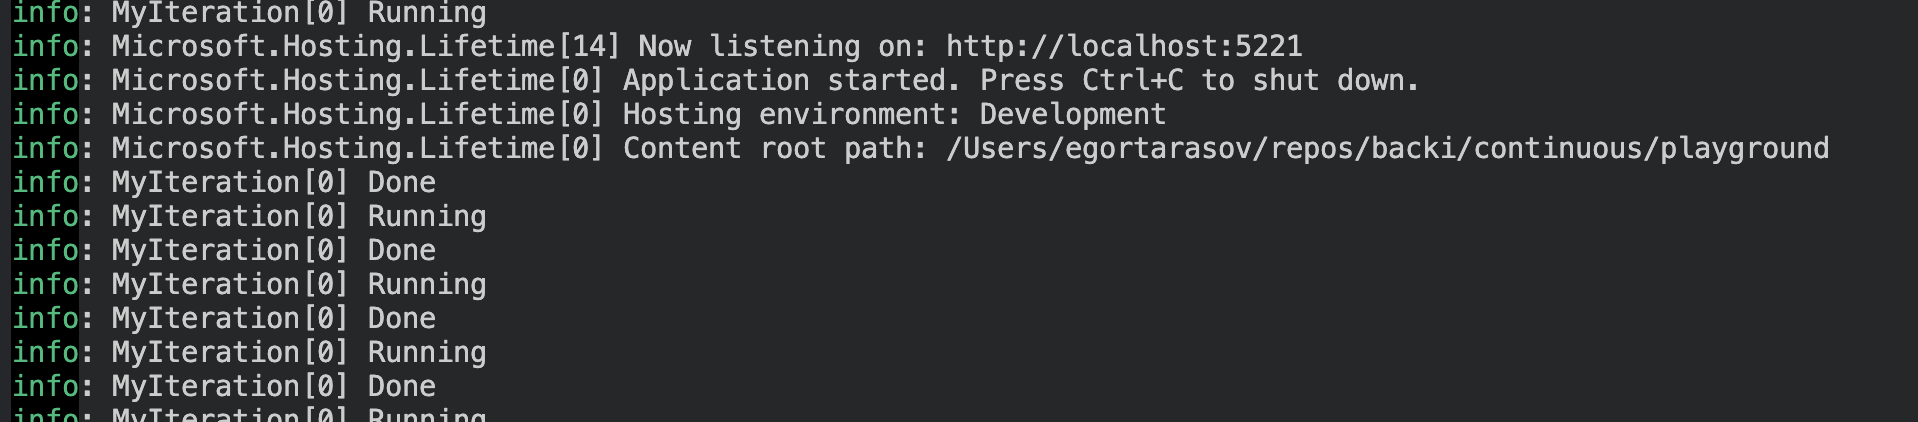 info: MyIteration[0] Running
info: Microsoft.Hosting.Lifetime[14] Now listening on: http://localhost:5221
info: Microsoft.Hosting.Lifetime[0] Application started. Press Ctrl+C to shut down.
info: Microsoft.Hosting.Lifetime[0] Hosting environment: Development
info: Microsoft.Hosting.Lifetime[0] Content root path: /Users/egortarasov/repos/backi/continuous/playground
info: MyIteration[0] Done
info: MyIteration[0] Running
info: MyIteration[0] Done
info: MyIteration[0] Running
info: MyIteration[0] Done
info: MyIteration[0] Running
info: MyIteration[0] Done
info: MyIteration[0] Running